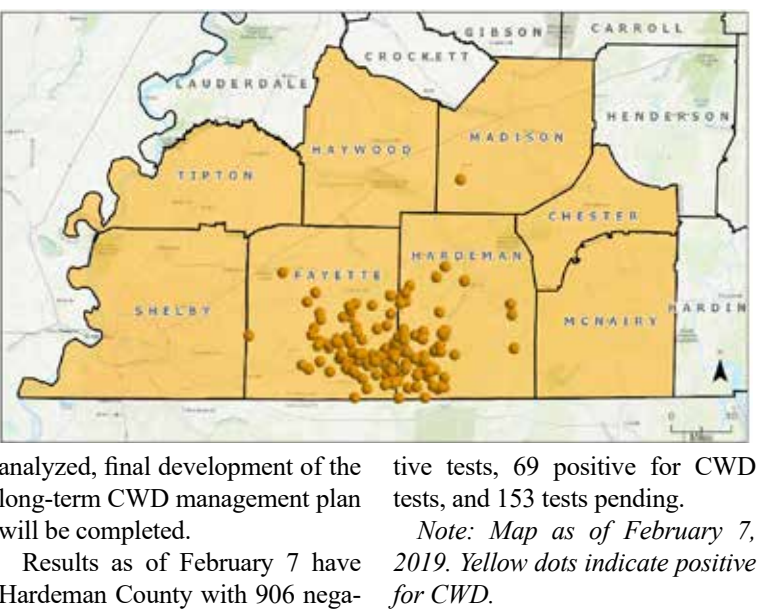 GIBSON
CARROLL
CROCKETT
LAUDERDALE
HENDERSON
HAYWOOD
MADISON
TIPTON
CHESTER
HARDEMAN
FAYETTE
SHELBY
MCNAIRY
HARDIN
analyzed, final development of the
long-term CWD management plan
will be completed.
Results as of February 7 have
Hardeman County with 906 nega-
tive tests, 69 positive for CWD
tests, and 153 tests pending.
Note: Map as of February 7,
2019. Yellow dots indicate positive
for CWD.